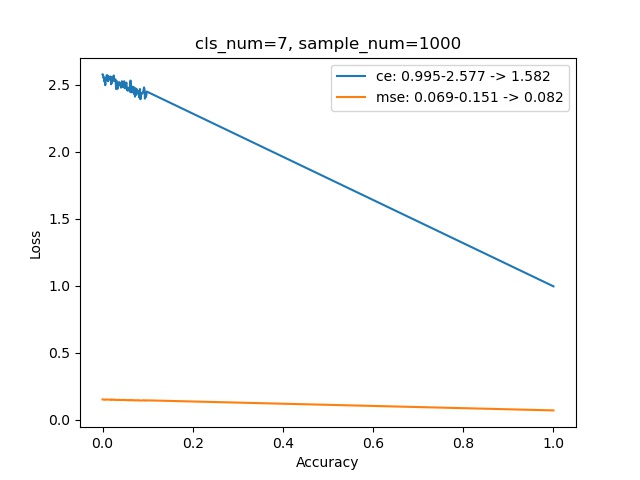 cls_num=7, sample_num=1000
ce: 0.995-2.577 -> 1.582
mse: 0.069-0.151 -> 0.082
2.5
2.0
1.5
1.0
0.5
0.0
Loss
0.0 0.2 0.4 0.6 0.8 1.0
Accuracy